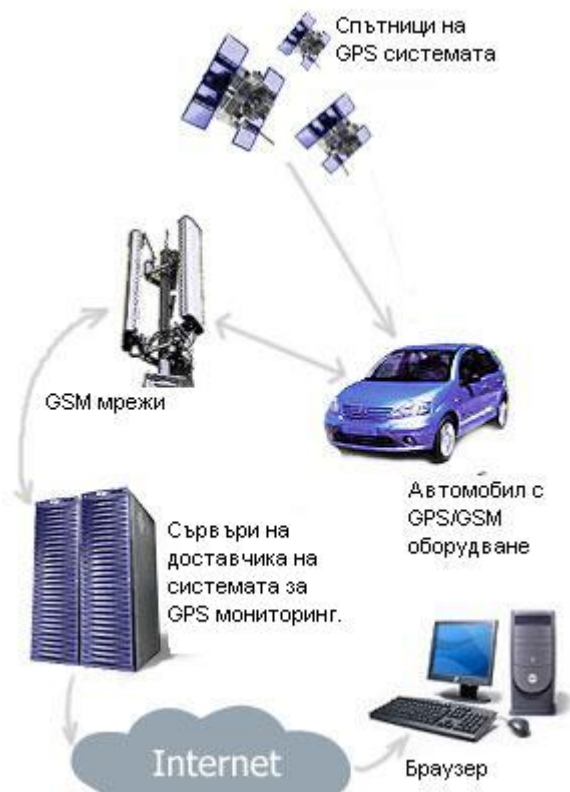 Спътници на
GPS системата
GSM мрежи
Автомобил с
GPS/GSM
оборудване
Сървъри на
доставчика на
системата за
GPS мониторинг.
Internet
Браузер